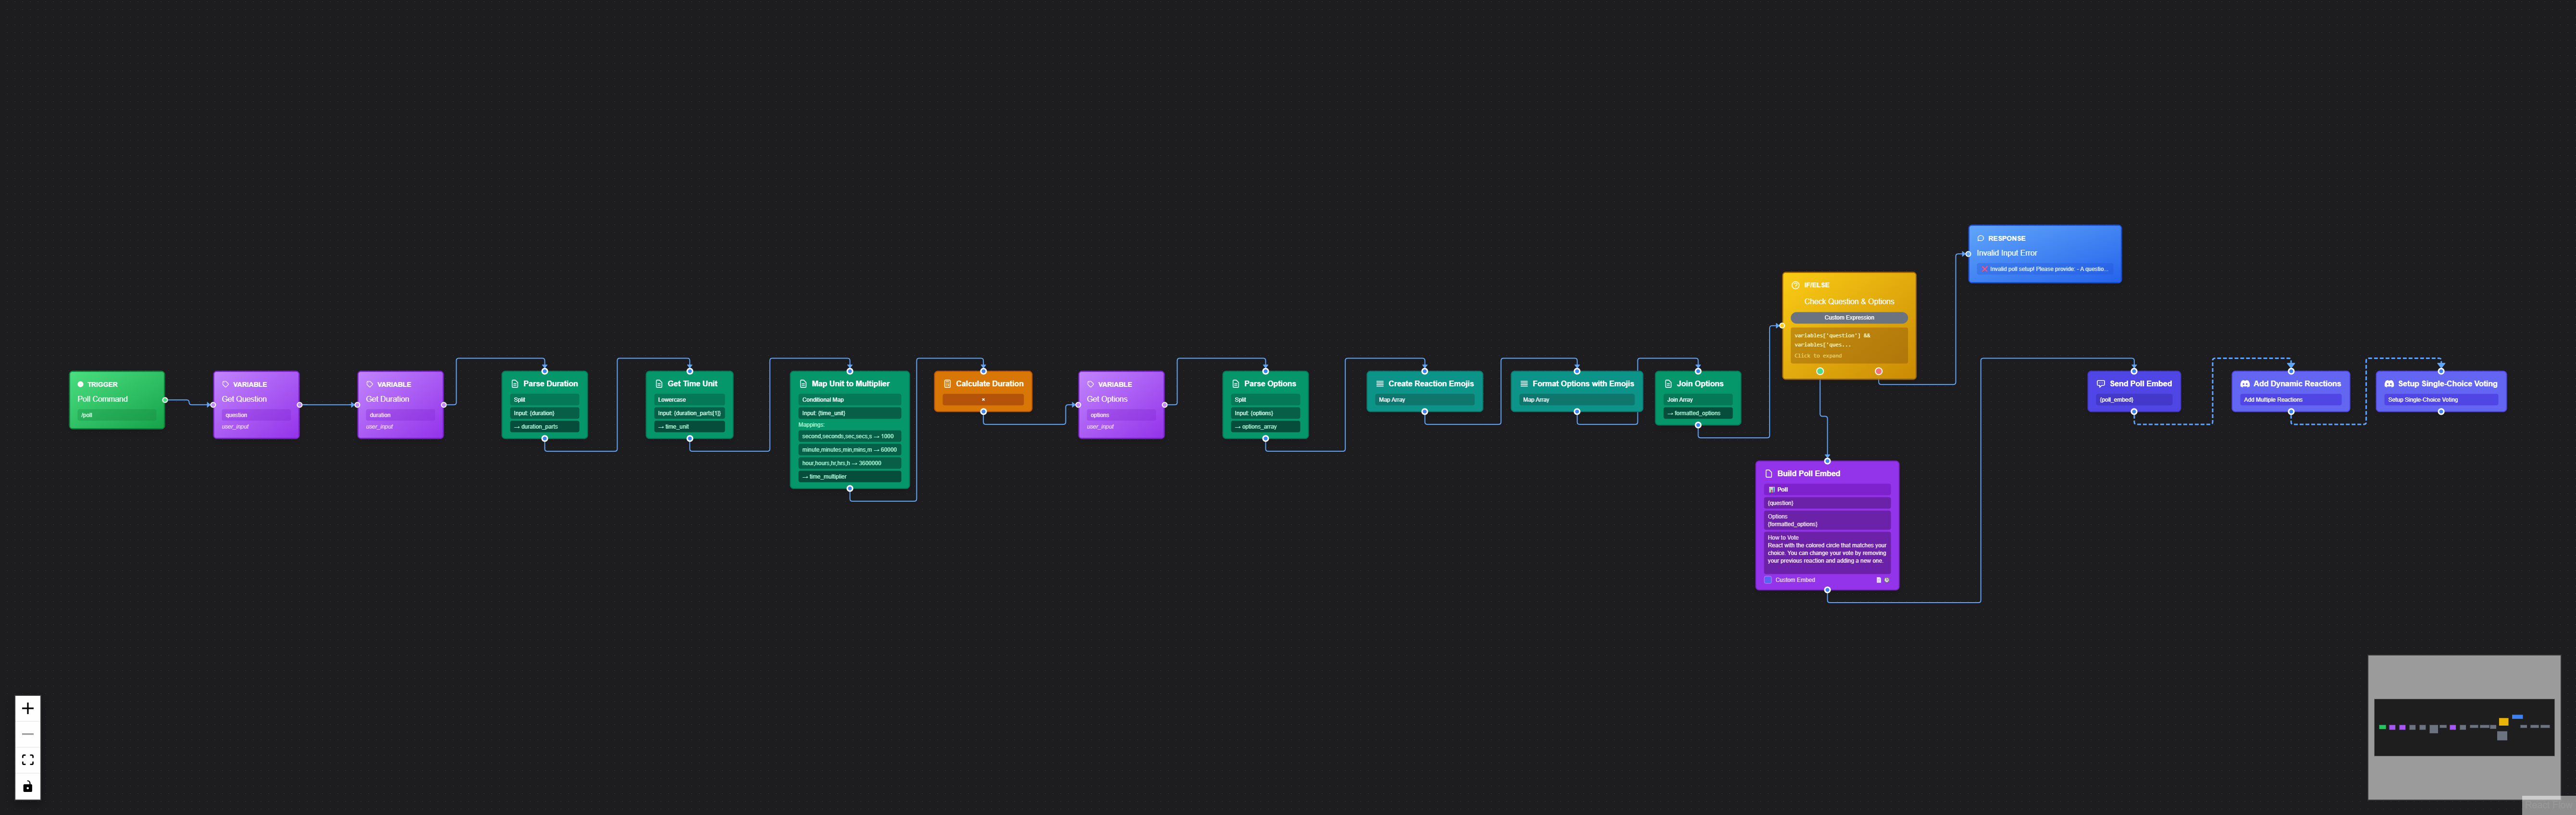 TRIGGER
Poll Command
/poll
VARIABLE
Get Question
question
user_input
VARIABLE
Get Duration
duration
user_input
Parse Duration
Split
Input: {duration}
→ duration_parts
Get Time Unit
Lowercase
Input: {duration_parts[1]}
→ time_unit
Map Unit to Multiplier
Conditional Map
Input: {time_unit}
Mappings:
second,seconds,sec,secs,s → 1000
minute,minutes,min,mins,m → 60000
hour,hours,hr,hrs,h → 3600000
→ time_multiplier
Calculate Duration
VARIABLE
Get Options
options
user_input
Parse Options
Split
Input: {options}
→ options_array
Create Reaction Emojis
Map Array
Format Options with Emojis
Map Array
Join Options
Join Array
→ formatted_options
IF/ELSE
Check Question & Options
Custom Expression
variables['question'] &&
variables['ques...
Click to expand
RESPONSE
Invalid Input Error
❌ Invalid poll setup! Please provide: - A questio...
Build Poll Embed
📊 Poll
{question}
Options
{formatted_options}
How to Vote
React with the colored circle that matches your
choice. You can change your vote by removing
your previous reaction and adding a new one.
Custom Embed
Send Poll Embed
{poll_embed}
Add Dynamic Reactions
Add Multiple Reactions
Setup Single-Choice Voting
Setup Single-Choice Voting